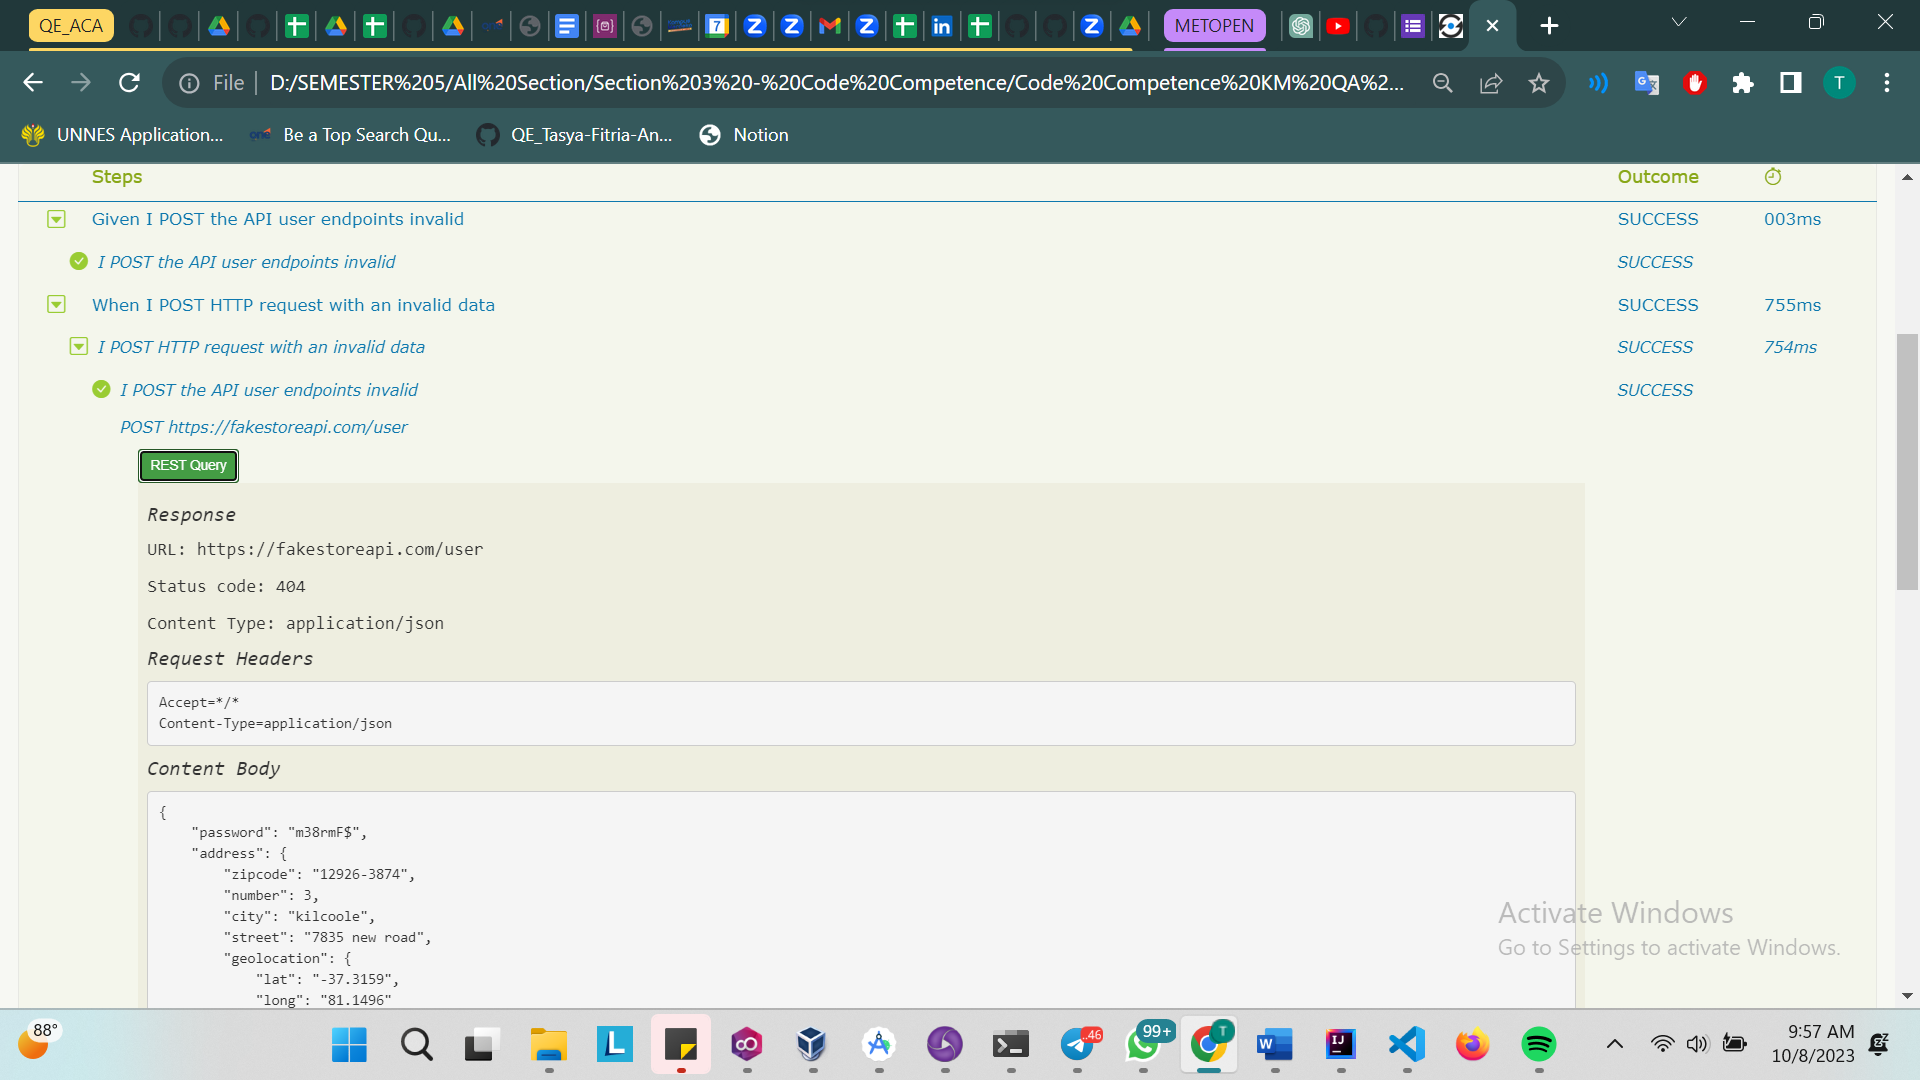 QE_ACA
METOPEN
File
D:/SEMESTER%205/All%20Section/Section%203%20-%20Code%20Competence/Code%20Competence%20KM%20QA%2...
T
UNNES Application...
one
Be a Top Search Qu...
QE_Tasya-Fitria-An...
Notion
Steps
Outcome
Given I POST the API user endpoints invalid
SUCCESS
003ms
I POST the API user endpoints invalid
SUCCESS
When I POST HTTP request with an invalid data
SUCCESS
755ms
I POST HTTP request with an invalid data
SUCCESS
754ms
I POST the API user endpoints invalid
SUCCESS
POST https://fakestoreapi.com/user
REST Query
Response
URL: https://fakestoreapi.com/user
Status code: 404
Content Type: application/json
Request Headers
Accept=*/*
Content-Type=application/json
Content Body
{
"password": "m38rmF$",
"address": {
"zipcode": "12926-3874",
"number": 3,
"city": "kilcoole",
"street": "7835 new road",
"geolocation": {
"lat": "-37.3159",
"long": "81.1496"
Activate Windows
Go to Settings to activate Windows.
88°
L
..46
99+
T
W
IJ
9:57 AM
10/8/2023